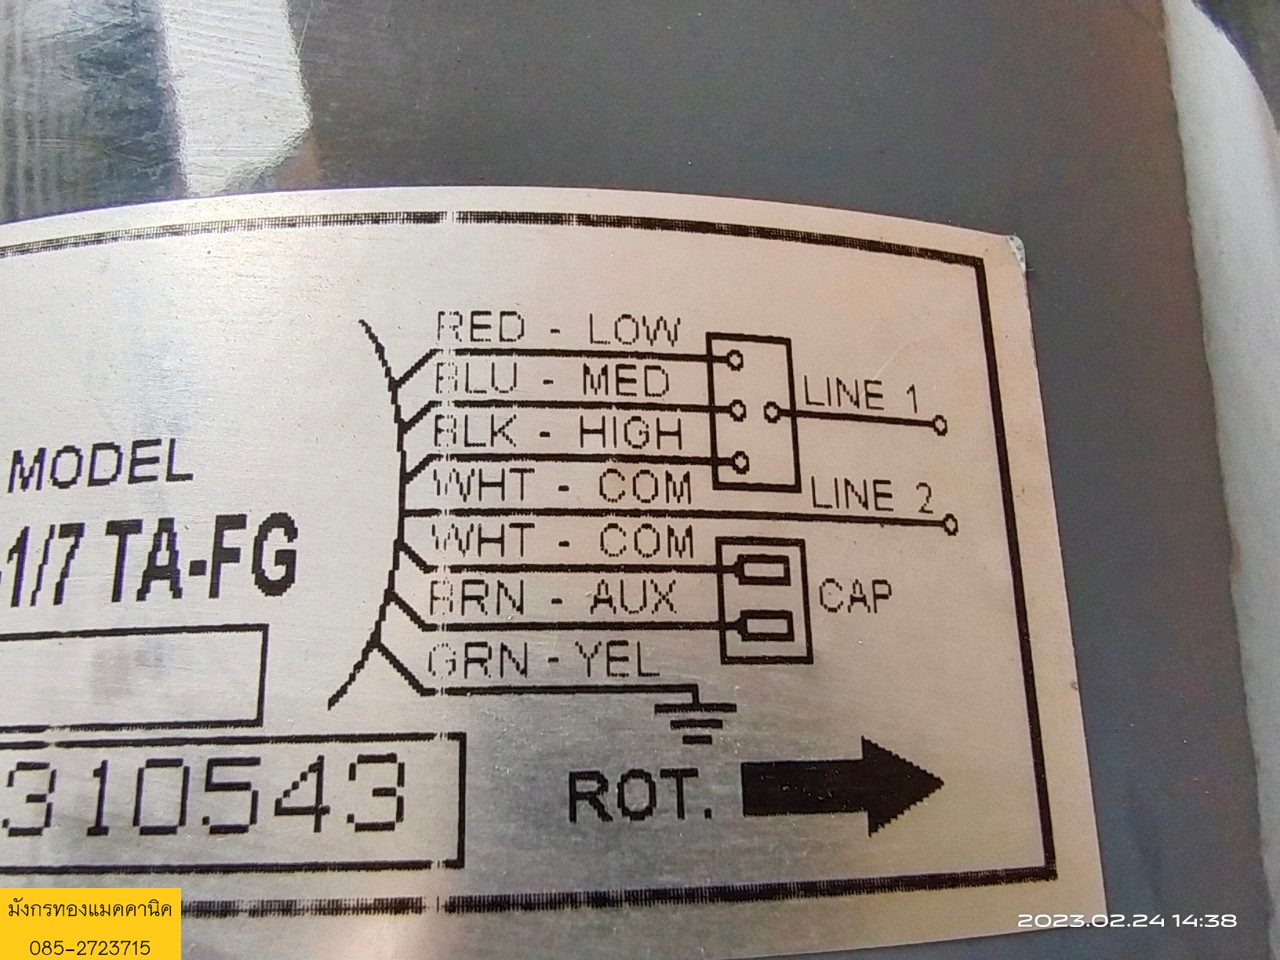 RED - LOW
BLU - MED
BLK - HIGH
WHT - COM
WHT - COM
BRN - AUX
GRN - YEL
LINE 1
LINE 2
CAP
MODEL
1/7 TA-FG
310543
ROT.
มังกรทองแมคคานิค
085-2723715
2023.02.24 14:38